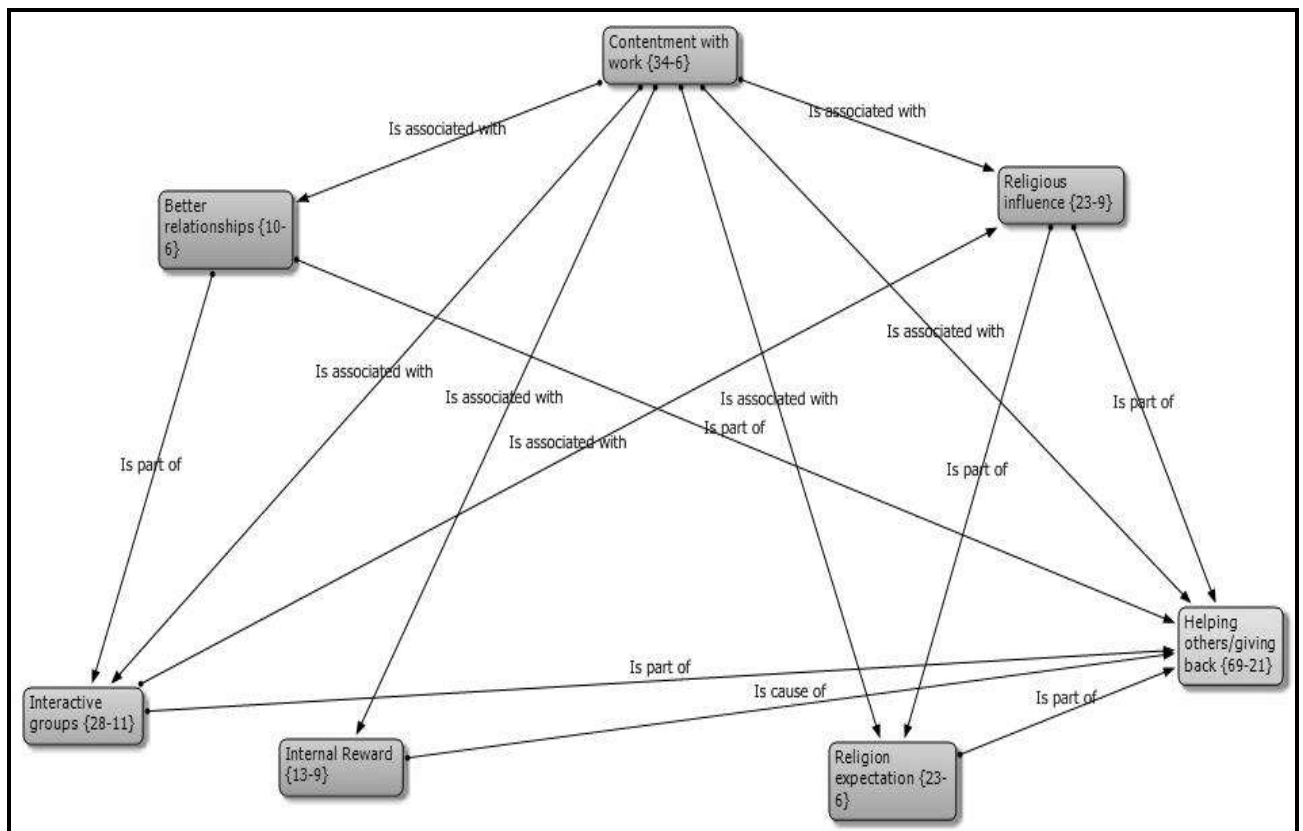 Contentment with
work {34-6}
Is associated with
Is associated with
Religious
influence {23-9}
Better
relationships {10-
6}
Is associated with
Is associated with
Is associated with
Is associated with
Is part of
Is part of
Is associated with
Is part of
Is part of
Helping
others/giving
back {69-21}
Is part of
Is cause of
Is part of
Interactive
groups {28-11}
Internal Reward
{13-9}
Religion
expectation {23-
6}